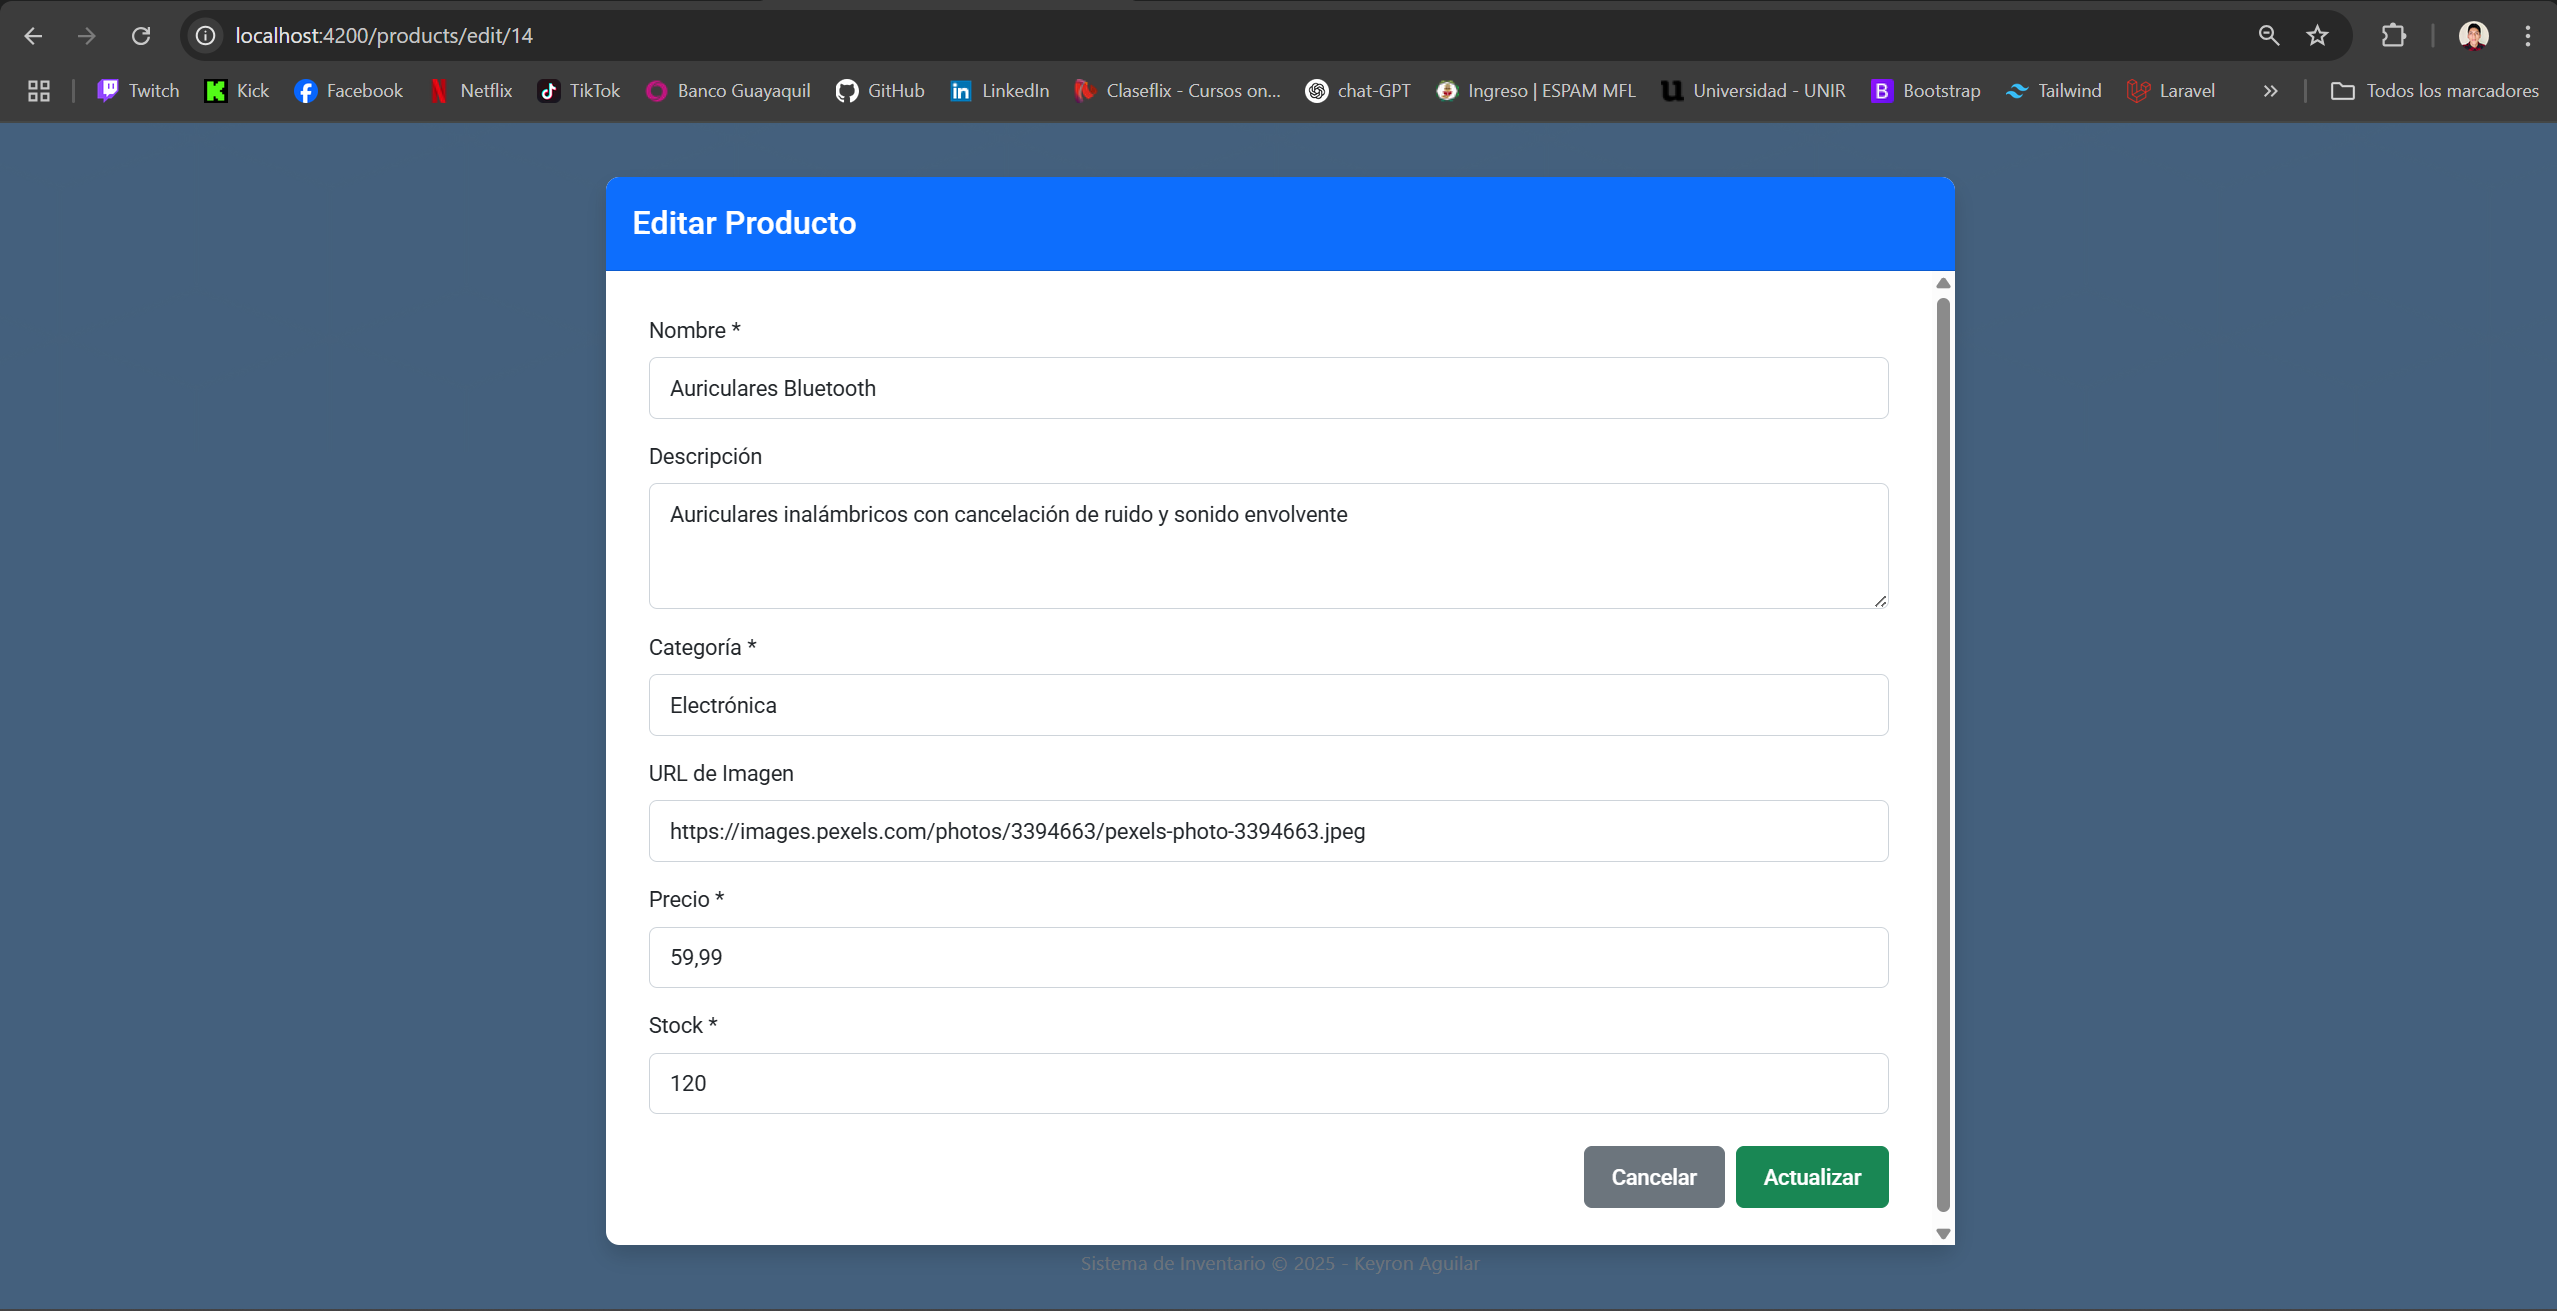 localhost:4200/products/edit/14
Twitch
Kick
Facebook
Netflix
TikTok
Banco Guayaquil
GitHub
LinkedIn
Claseflix - Cursos on...
chat-GPT
Ingreso | ESPAM MFL
Universidad - UNIR
Bootstrap
Tailwind
Laravel
Todos los marcadores
Editar Producto
Nombre *
Auriculares Bluetooth
Descripción
Auriculares inalámbricos con cancelación de ruido y sonido envolvente
Categoría *
Electrónica
URL de Imagen
https://images.pexels.com/photos/3394663/pexels-photo-3394663.jpeg
Precio *
59,99
Stock *
120
Cancelar
Actualizar
Sistema de Inventario © 2025 - Keyron Aguilar